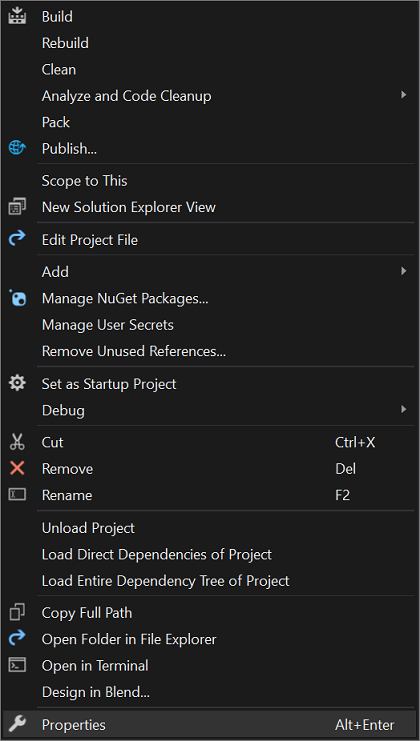 Build
Rebuild
Clean
Analyze and Code Cleanup
Pack
Publish...
Scope to This
New Solution Explorer View
Edit Project File
Add
Manage NuGet Packages...
Manage User Secrets
Remove Unused References...
Set as Startup Project
Debug
Cut Ctrl+X
Remove Del
Rename F2
Unload Project
Load Direct Dependencies of Project
Load Entire Dependency Tree of Project
Copy Full Path
Open Folder in File Explorer
Open in Terminal
Design in Blend...
Properties Alt+Enter